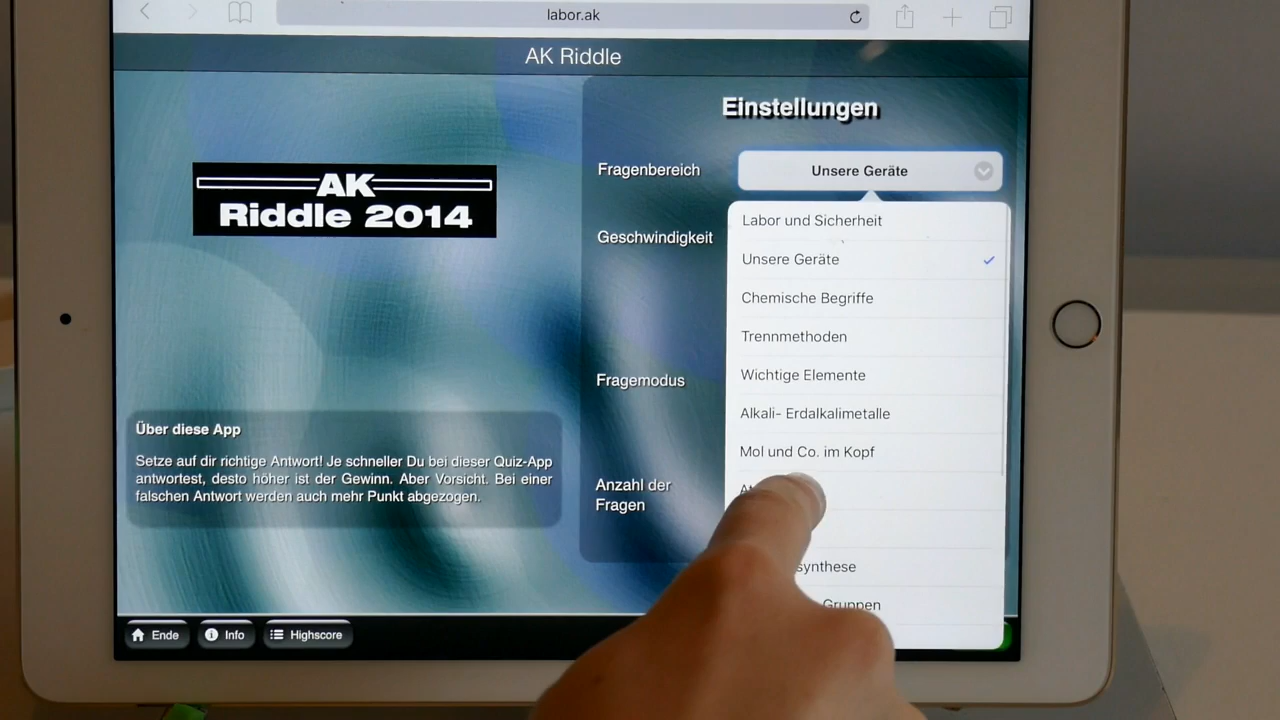 labor.ak
AK Riddle
AK
Riddle 2014
Über diese App
Setze auf dir richtige Antwort! Je schneller Du bei dieser Quiz-App
antwortest, desto höher ist der Gewinn. Aber Vorsicht. Bei einer
falschen Antwort werden auch mehr Punkt abgezogen.
Einstellungen
Fragenbereich
Unsere Geräte
Geschwindigkeit
Fragemodus
Anzahl der
Fragen
Labor und Sicherheit
Unsere Geräte
Chemische Begriffe
Trennmethoden
Wichtige Elemente
Alkali- Erdalkalimetalle
Mol und Co. im Kopf
synthese
Gruppen
Ende
Info
Highscore